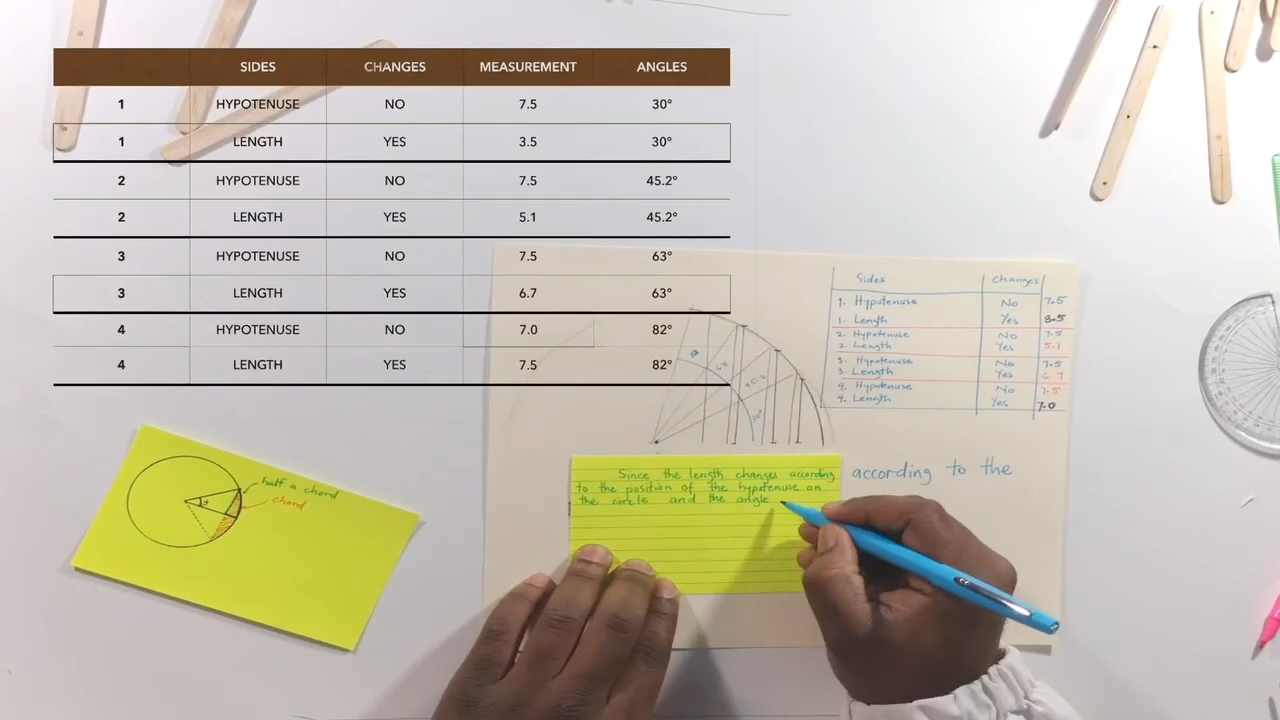 SIDES CHANGES MEASUREMENT ANGLES
1 HYPOTENUSE NO 7.5 30°
1 LENGTH YES 3.5 30°
2 HYPOTENUSE NO 7.5 45.2°
2 LENGTH YES 5.1 45.2°
3 HYPOTENUSE NO 7.5 63°
3 LENGTH YES 6.7 63°
4 HYPOTENUSE NO 7.0 82°
4 LENGTH YES 7.5 82°
Sides Changes
1. Hypotenuse No 7.5
1. Length Yes 3.5
2. Hypotenuse No 7.5
2. Length Yes 5.1
3. Hypotenuse No 7.5
3. Length Yes 6.7
4. Hypotenuse No 7.5
4. Length Yes 7.0
63
45.2
30°
half a chord
chord
θ
according to the
Since the length changes according
to the position of the hypotenuse on
the circle and the angle